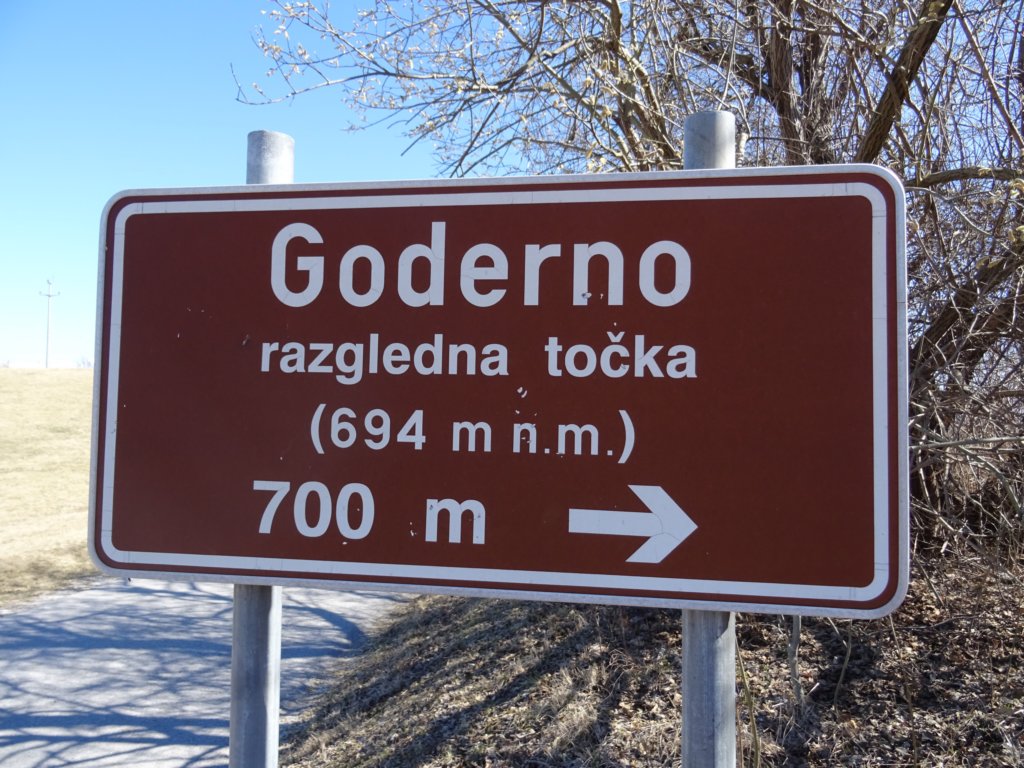 Goderno
razgledna točka
(694 m n.m.)
700 m